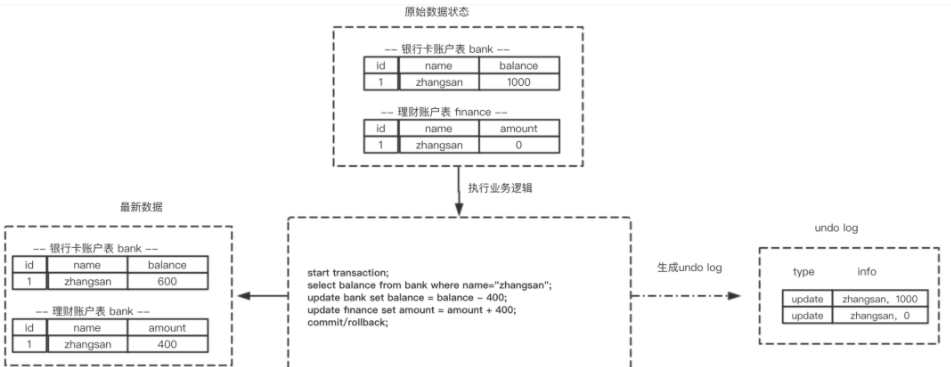 原始数据状态
-- 银行卡账户表 bank --
id name balance
1 zhangsan 1000
-- 理财账户表 finance --
id name amount
1 zhangsan 0
执行业务逻辑
最新数据
-- 银行卡账户表 bank --
id name balance
1 zhangsan 600
-- 理财账户表 bank --
id name amount
1 zhangsan 400
start transaction;
select balance from bank where name="zhangsan";
update bank set balance = balance - 400;
update finance set amount = amount + 400;
commit/rollback;
生成undo log
undo log
type info
update zhangsan, 1000
update zhangsan, 0